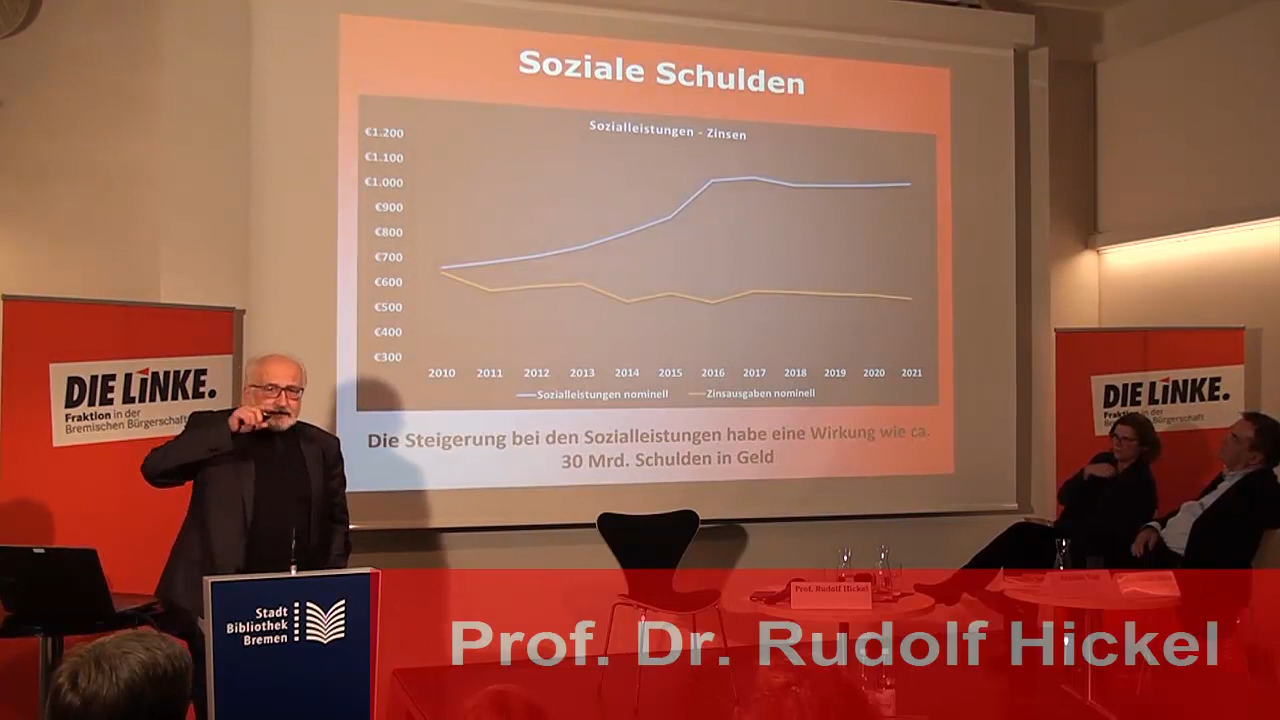 Soziale Schulden
Sozialleistungen - Zinsen
€1.200
€1.100
€1.000
€900
€800
€700
€600
€500
€400
€300
2010 2011 2012 2013 2014 2015 2016 2017 2018 2019 2020 2021
Sozialleistungen nominell Zinsausgaben nominell
Die Steigerung bei den Sozialleistungen habe eine Wirkung wie ca.
30 Mrd. Schulden in Geld
DIE LINKE.
Fraktion in der
Bremischen Bürgerschaft
DIE LINKE.
Fraktion in der
Bremischen Bürgerschaft
Stadt
Bibliothek
Bremen
Prof. Rudolf Hickel
Prof. Dr. Rudolf Hickel